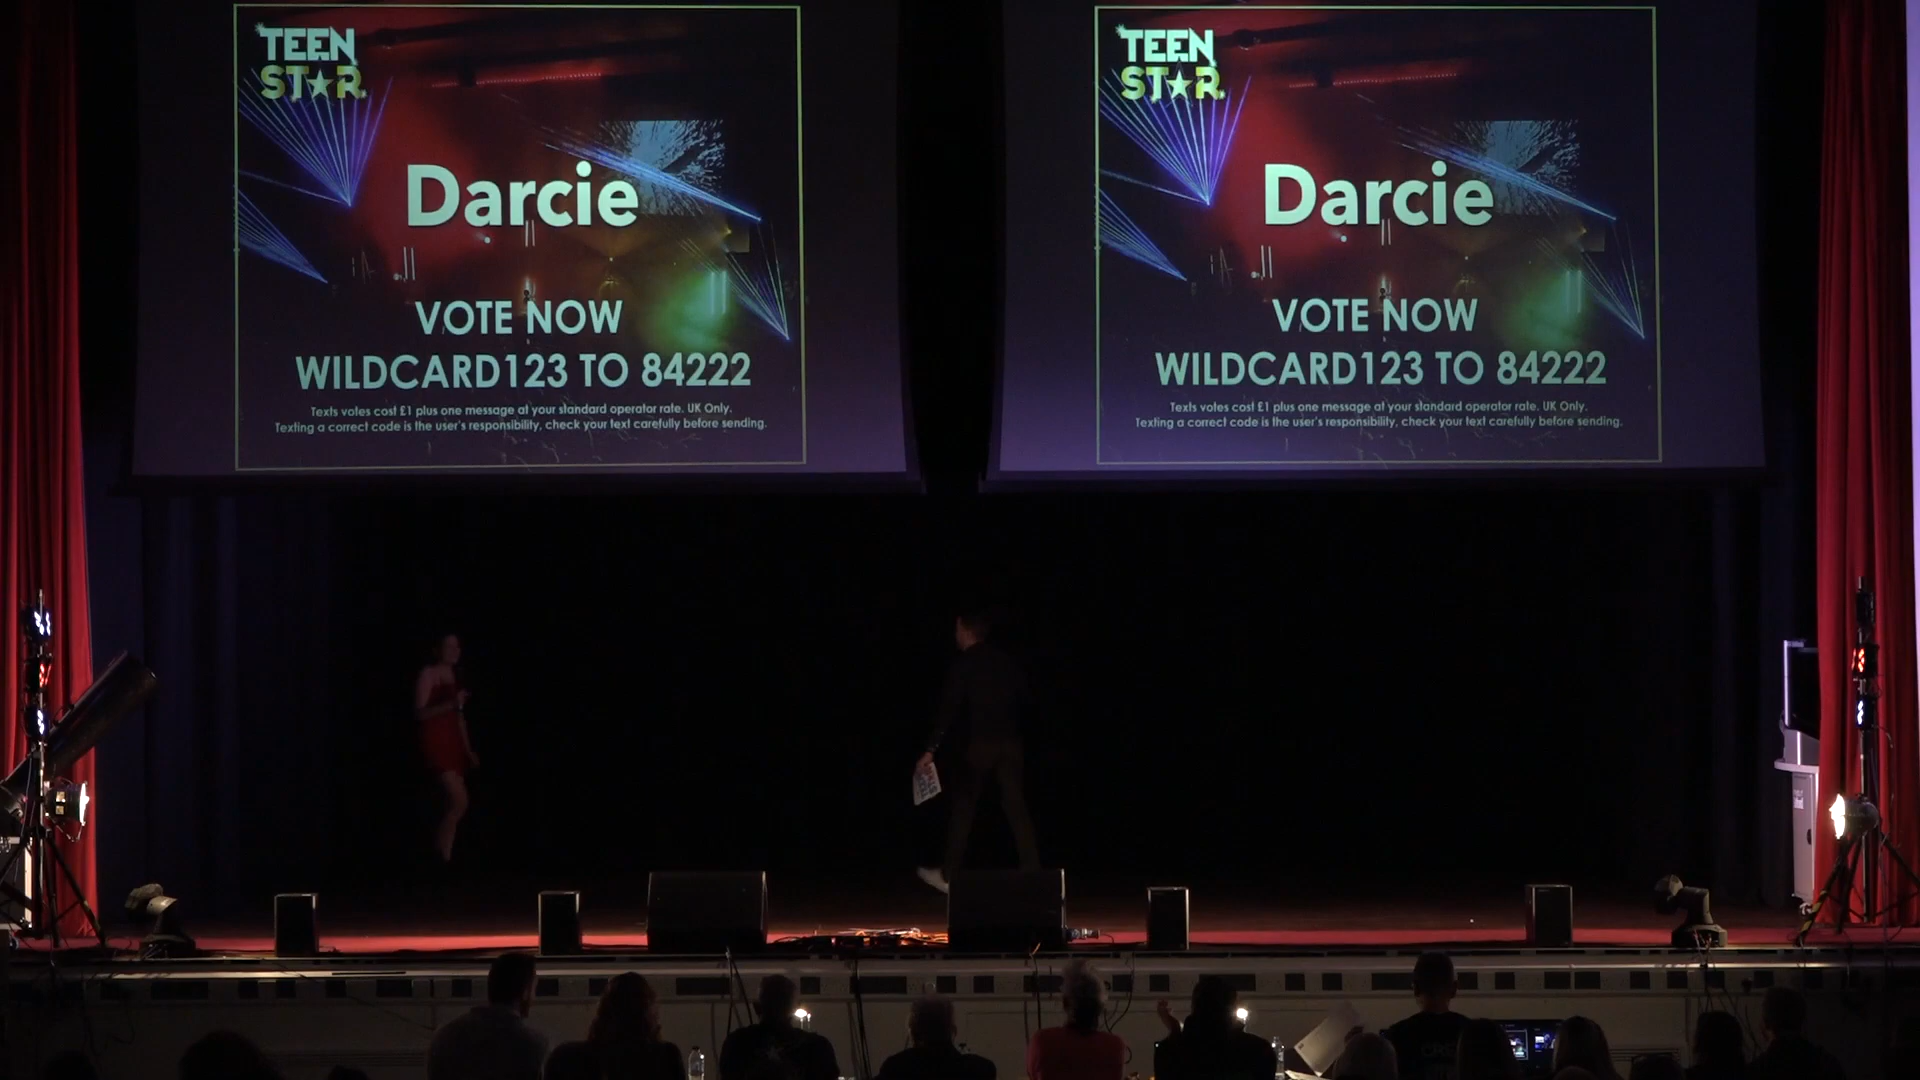 TEEN
STAR
Darcie
VOTE NOW
WILDCARD123 TO 84222
Texts votes cost £1 plus one message at your standard operator rate. UK Only.
Texting a correct code is the user's responsibility, check your text carefully before sending.
TEEN
STAR
Darcie
VOTE NOW
WILDCARD123 TO 84222
Texts votes cost £1 plus one message at your standard operator rate. UK Only.
Texting a correct code is the user's responsibility, check your text carefully before sending.